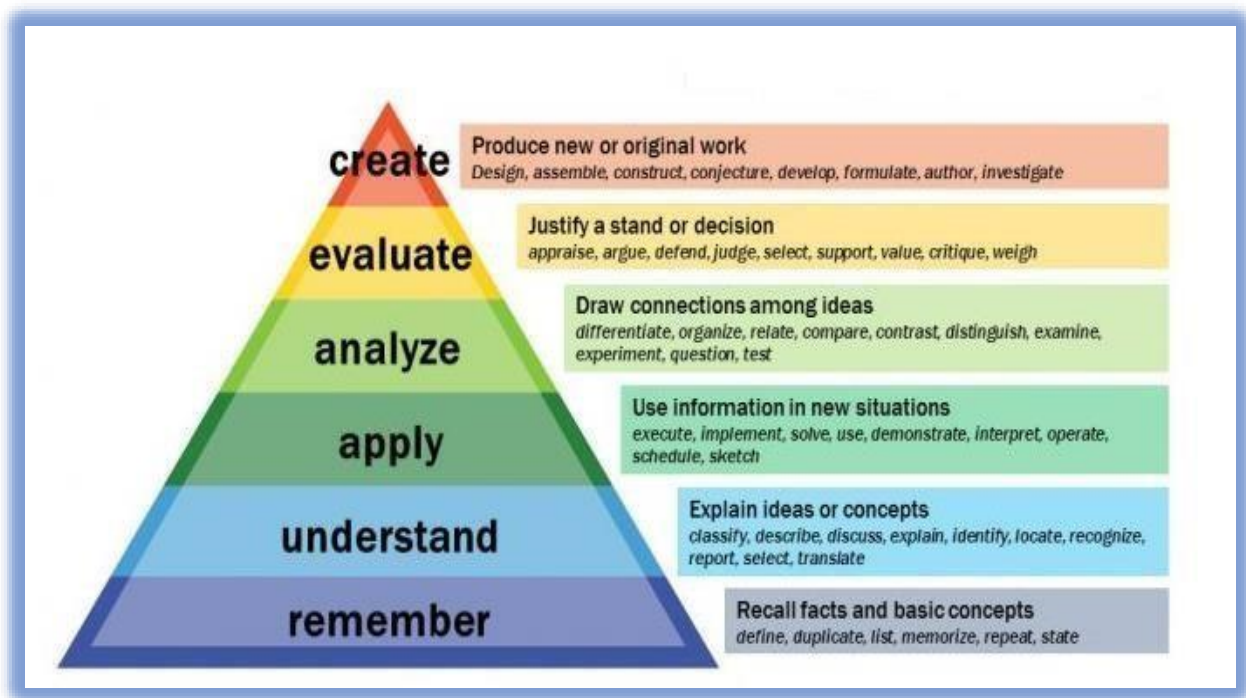 create
Produce new or original work
Design, assemble, construct, conjecture, develop, formulate, author, investigate
evaluate
Justify a stand or decision
appraise, argue, defend, judge, select, support, value, critique, weigh
analyze
Draw connections among ideas
differentiate, organize, relate, compare, contrast, distinguish, examine,
experiment, question, test
apply
Use information in new situations
execute, implement, solve, use, demonstrate, interpret, operate,
schedule, sketch
understand
Explain ideas or concepts
classify, describe, discuss, explain, identify, locate, recognize,
report, select, translate
remember
Recall facts and basic concepts
define, duplicate, list, memorize, repeat, state